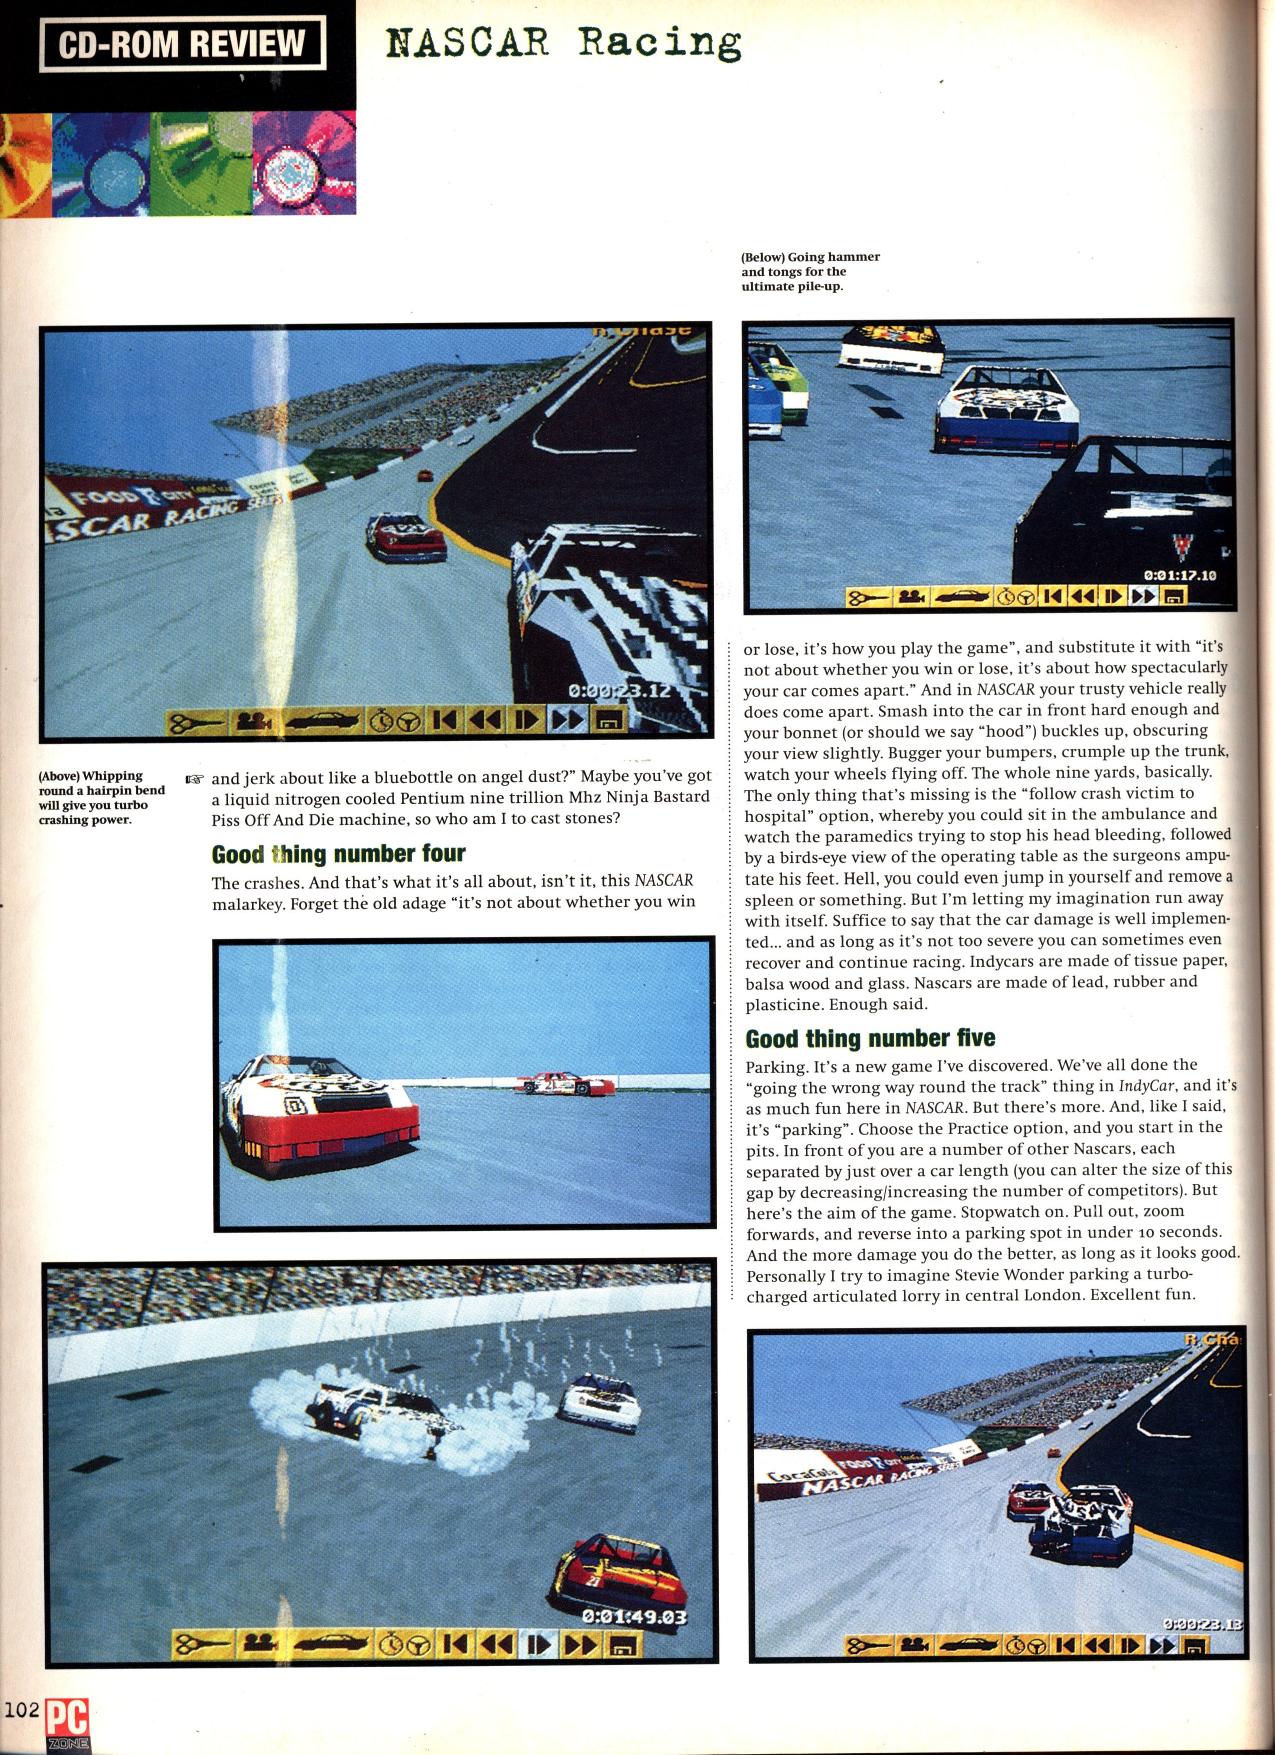 CD-ROM REVIEW
NASCAR Racing
(Below) Going hammer
and tongs for the
ultimate pile-up.
R Chase
FOOD CITY
SCAR RACING SERIES
0:00:23.12
0:01:17.10
(Above) Whipping
round a hairpin bend
will give you turbo
crashing power.
☞ and jerk about like a bluebottle on angel dust?” Maybe you’ve got
a liquid nitrogen cooled Pentium nine trillion Mhz Ninja Bastard
Piss Off And Die machine, so who am I to cast stones?
Good thing number four
The crashes. And that’s what it’s all about, isn’t it, this NASCAR
malarkey. Forget the old adage “it’s not about whether you win
or lose, it’s how you play the game”, and substitute it with “it’s
not about whether you win or lose, it’s about how spectacularly
your car comes apart.” And in NASCAR your trusty vehicle really
does come apart. Smash into the car in front hard enough and
your bonnet (or should we say “hood”) buckles up, obscuring
your view slightly. Bugger your bumpers, crumple up the trunk,
watch your wheels flying off. The whole nine yards, basically.
The only thing that’s missing is the “follow crash victim to
hospital” option, whereby you could sit in the ambulance and
watch the paramedics trying to stop his head bleeding, followed
by a birds-eye view of the operating table as the surgeons ampu-
tate his feet. Hell, you could even jump in yourself and remove a
spleen or something. But I’m letting my imagination run away
with itself. Suffice to say that the car damage is well implemen-
ted... and as long as it’s not too severe you can sometimes even
recover and continue racing. Indycars are made of tissue paper,
balsa wood and glass. Nascars are made of lead, rubber and
plasticine. Enough said.
Good thing number five
Parking. It’s a new game I’ve discovered. We’ve all done the
“going the wrong way round the track” thing in IndyCar, and it’s
as much fun here in NASCAR. But there’s more. And, like I said,
it’s “parking”. Choose the Practice option, and you start in the
pits. In front of you are a number of other Nascars, each
separated by just over a car length (you can alter the size of this
gap by decreasing/increasing the number of competitors). But
here’s the aim of the game. Stopwatch on. Pull out, zoom
forwards, and reverse into a parking spot in under 10 seconds.
And the more damage you do the better, as long as it looks good.
Personally I try to imagine Stevie Wonder parking a turbo-
charged articulated lorry in central London. Excellent fun.
21
21
0:01:49.03
R Cha
CocaCola FOOD CITY
NASCAR RACING SERIES
0:00:23.13
102 PC
ZONE